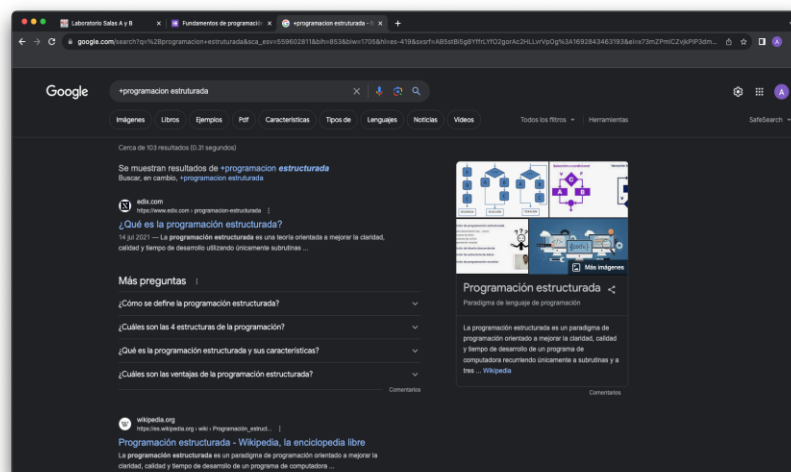 Laboratorio Salas A y B
Fundamentos de programació
+programacion estruturada - B
Google
+programacion estruturada
Imágenes
Libros
Ejemplos
Pdf
Características
Tipos de
Lenguajes
Noticias
Videos
Todos los filtros
Herramientas
SafeSearch
Cerca de 103 resultados (0.31 segundos)
Se muestran resultados de +programacion estructurada
Buscar, en cambio, +programacion estruturada
edix.com
https://www.edix.com › programacion-estructurada
¿Qué es la programación estructurada?
14 jul 2021 — La programación estructurada es una teoría orientada a mejorar la claridad,
calidad y tiempo de desarrollo utilizando únicamente subrutinas ...
Más preguntas
¿Cómo se define la programación estructurada?
¿Cuáles son las 4 estructuras de la programación?
¿Qué es la programación estructurada y sus características?
¿Cuáles son las ventajas de la programación estructurada?
Comentarios
wikipedia.org
https://es.wikipedia.org › wiki › Programación_estruct...
Programación estructurada - Wikipedia, la enciclopedia libre
La programación estructurada es un paradigma de programación orientado a mejorar la
claridad, calidad y tiempo de desarrollo de un programa de computadora ...
Más imágenes
Programación estructurada
Paradigma de lenguaje de programación
La programación estructurada es un paradigma de
programación orientado a mejorar la claridad, calidad
y tiempo de desarrollo de un programa de
computadora recurriendo únicamente a subrutinas y a
tres ... Wikipedia
Comentarios